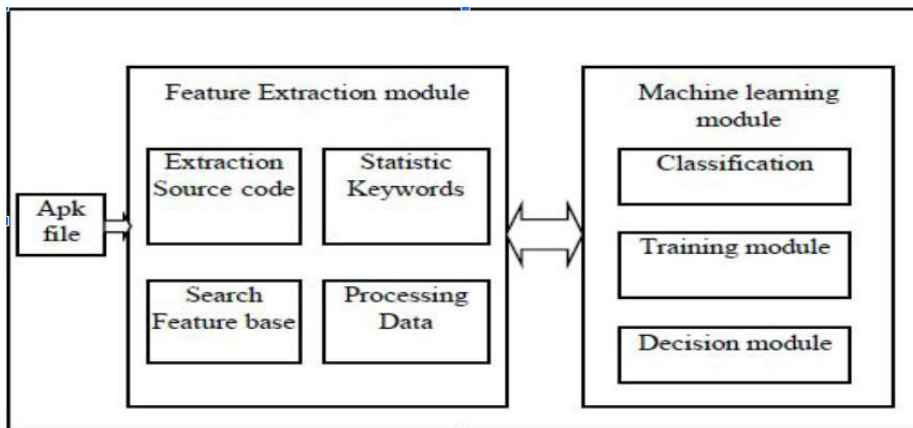 Apk
file
Feature Extraction module
Extraction
Source code
Statistic
Keywords
Search
Feature base
Processing
Data
Machine learning
module
Classification
Training module
Decision module